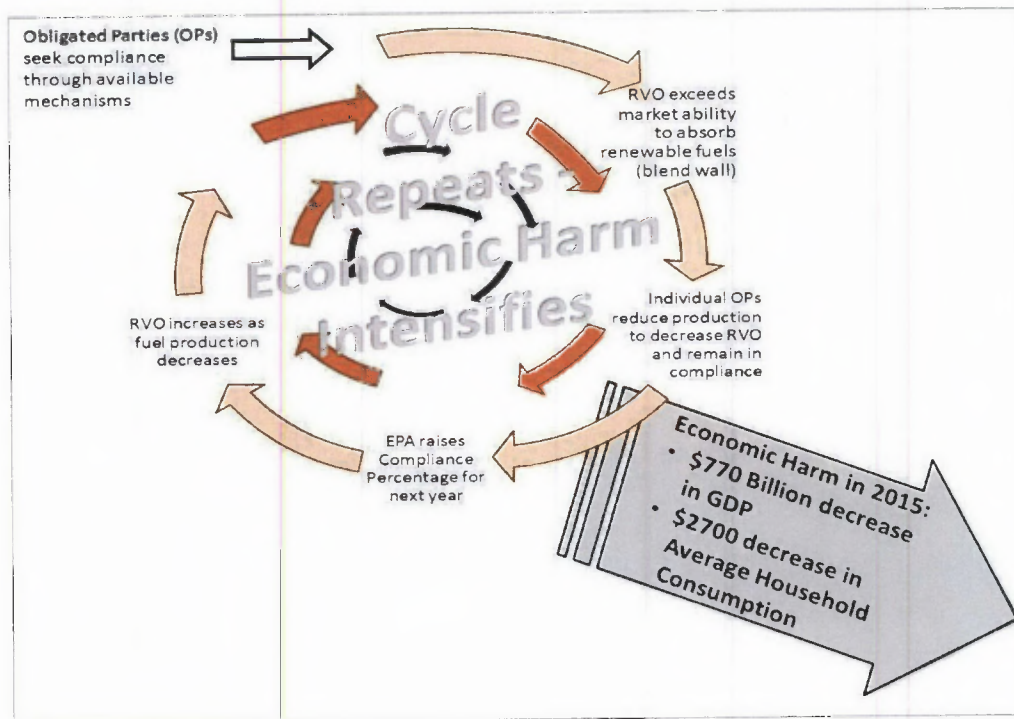 Obligated Parties (OPs)
seek compliance
through available
mechanisms
RVO exceeds
market ability
to absorb
renewable fuels
(blend wall)
Cycle
Repeats -
Economic Harm
Intensifies
Individual OPs
reduce production
to decrease RVO
and remain in
compliance
EPA raises
Compliance
Percentage for
next year
RVO increases as
fuel production
decreases
Economic Harm in 2015:
• $770 Billion decrease
in GDP
• $2700 decrease in
Average Household
Consumption